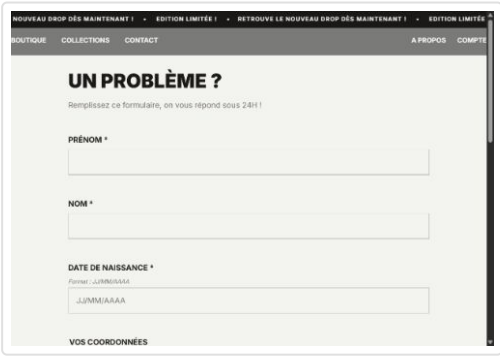 NOUVEAU DROP DÈS MAINTENANT ! • EDITION LIMITÉE ! • RETROUVE LE NOUVEAU DROP DÈS MAINTENANT ! • EDITION LIMITÉE
BOUTIQUE COLLECTIONS CONTACT A PROPOS COMPTE
UN PROBLÈME ?
Remplissez ce formulaire, on vous répond sous 24H !
PRÉNOM *
NOM *
DATE DE NAISSANCE *
Format : JJ/MM/AAAA
JJ/MM/AAAA
VOS COORDONNÉES